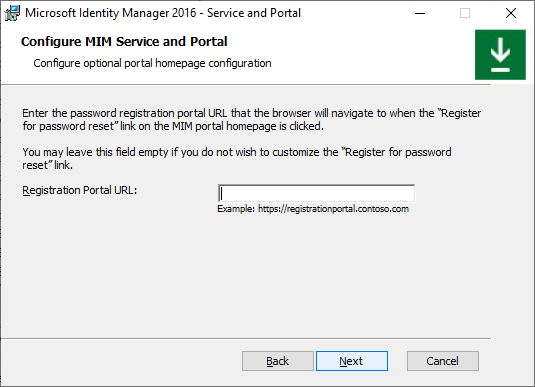 Microsoft Identity Manager 2016 - Service and Portal
Configure MIM Service and Portal
Configure optional portal homepage configuration
Enter the password registration portal URL that the browser will navigate to when the “Register
for password reset” link on the MIM portal homepage is clicked.
You may leave this field empty if you do not wish to customize the “Register for password
reset” link.
Registration Portal URL:
Example: https://registrationportal.contoso.com
Back Next Cancel